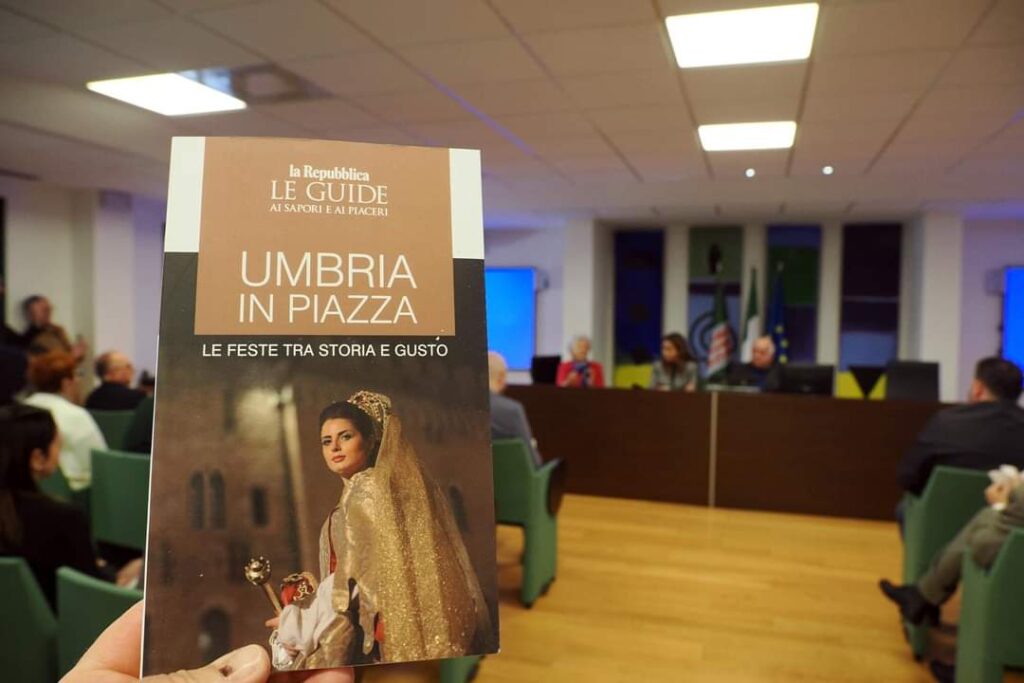 la Repubblica
LE GUIDE
AI SAPORI E AI PIACERI
UMBRIA
IN PIAZZA
LE FESTE TRA STORIA E GUSTO